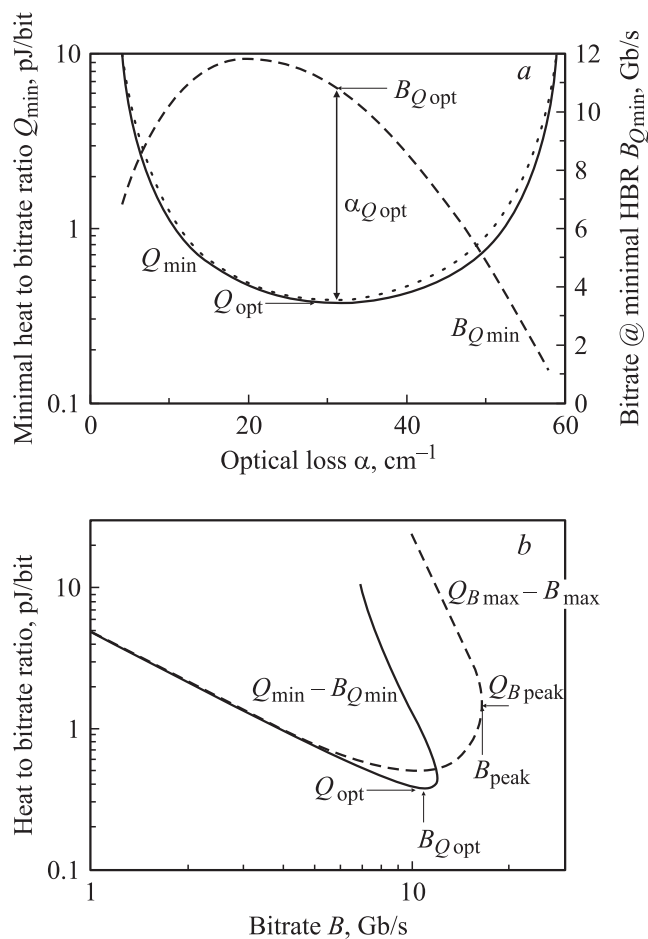 Minimal heat to bitrate ratio Q_min, pJ/bit
10
1
0.1
a
B_Q opt
α_Q opt
Q_min
Q_opt
B_Q min
12
10
8
6
4
2
0
Bitrate @ minimal HBR B_Q min, Gb/s
0 20 40 60
Optical loss α, cm⁻¹
Heat to bitrate ratio, pJ/bit
10
1
0.1
b
Q_B max – B_max
Q_min – B_Q min
Q_B peak
B_peak
Q_opt
B_Q opt
1 10
Bitrate B, Gb/s